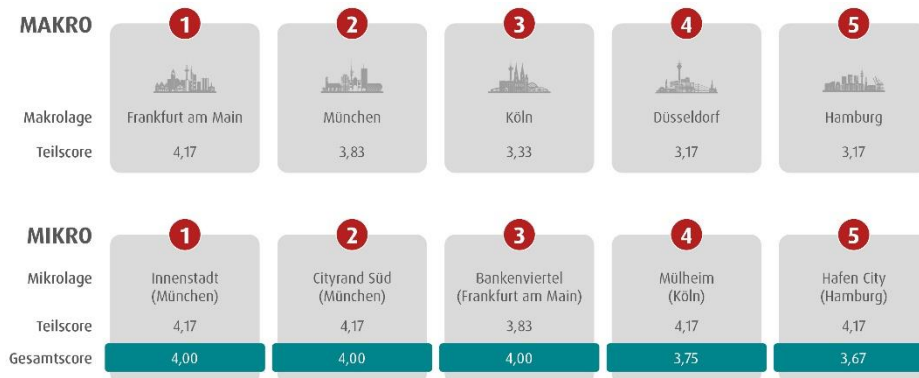 MAKRO
1 2 3 4 5
Makrolage Frankfurt am Main München Köln Düsseldorf Hamburg
Teilscore 4,17 3,83 3,33 3,17 3,17
MIKRO
1 2 3 4 5
Mikrolage Innenstadt Cityrand Süd Bankenviertel Mülheim Hafen City
(München) (München) (Frankfurt am Main) (Köln) (Hamburg)
Teilscore 4,17 4,17 3,83 4,17 4,17
Gesamtscore 4,00 4,00 4,00 3,75 3,67